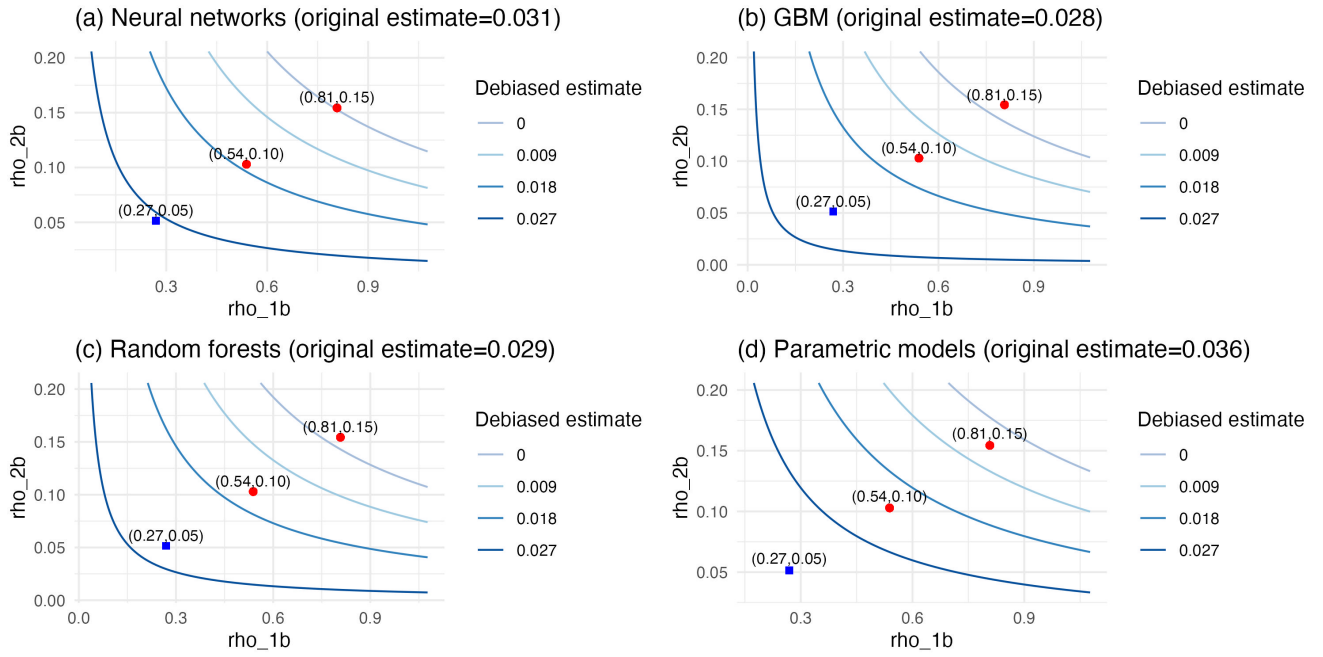 (a) Neural networks (original estimate=0.031)
0.20
0.15
0.10
0.05
rho_2b
(0.81,0.15)
(0.54,0.10)
(0.27,0.05)
0.3 0.6 0.9
rho_1b
Debiased estimate
0
0.009
0.018
0.027
(b) GBM (original estimate=0.028)
0.20
0.15
0.10
0.05
0.00
rho_2b
(0.81,0.15)
(0.54,0.10)
(0.27,0.05)
0.0 0.3 0.6 0.9
rho_1b
Debiased estimate
0
0.009
0.018
0.027
(c) Random forests (original estimate=0.029)
0.20
0.15
0.10
0.05
0.00
rho_2b
(0.81,0.15)
(0.54,0.10)
(0.27,0.05)
0.0 0.3 0.6 0.9
rho_1b
Debiased estimate
0
0.009
0.018
0.027
(d) Parametric models (original estimate=0.036)
0.20
0.15
0.10
0.05
rho_2b
(0.81,0.15)
(0.54,0.10)
(0.27,0.05)
0.3 0.6 0.9
rho_1b
Debiased estimate
0
0.009
0.018
0.027